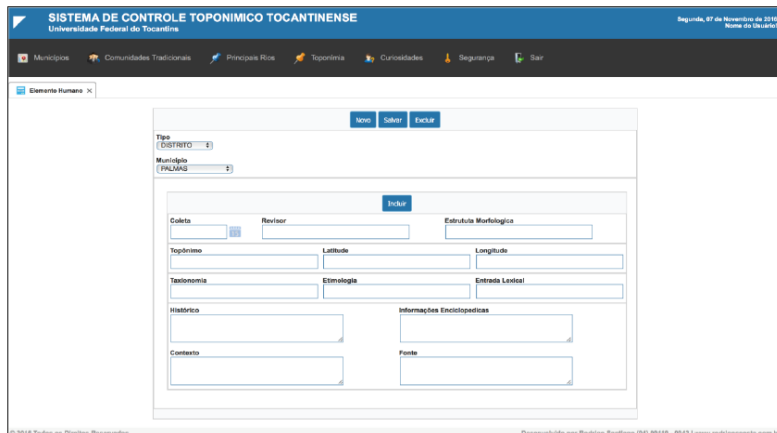 SISTEMA DE CONTROLE TOPONIMICO TOCANTINENSE
Universidade Federal do Tocantins
Segunda, 07 de Novembro de 2016
Nome do Usuário!
Municípios Comunidades Tradicionais Principais Rios Toponímia Curiosidades Segurança Sair
Elemento Humano ×
Novo Salvar Excluir
Tipo
DISTRITO
Município
PALMAS
Incluir
Coleta Revisor Estrutula Morfologica
Topônimo Latitude Longitude
Taxionomia Etimologia Entrada Lexical
Histórico Informações Enciclopedicas
Contexto Fonte